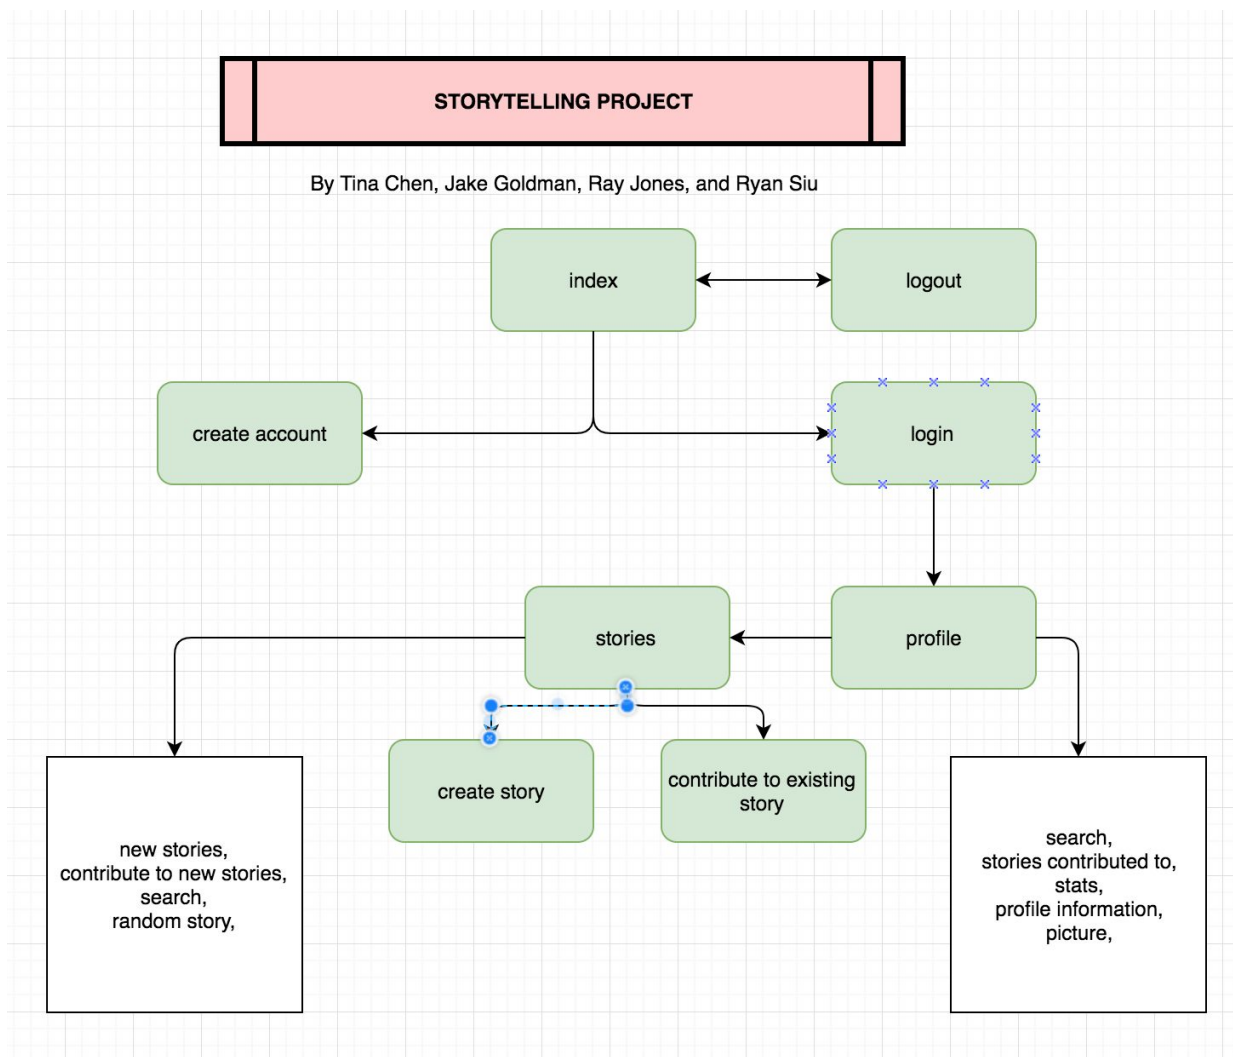 STORYTELLING PROJECT
By Tina Chen, Jake Goldman, Ray Jones, and Ryan Siu
index
logout
create account
login
stories
profile
create story
contribute to existing
story
new stories,
contribute to new stories,
search,
random story,
search,
stories contributed to,
stats,
profile information,
picture,